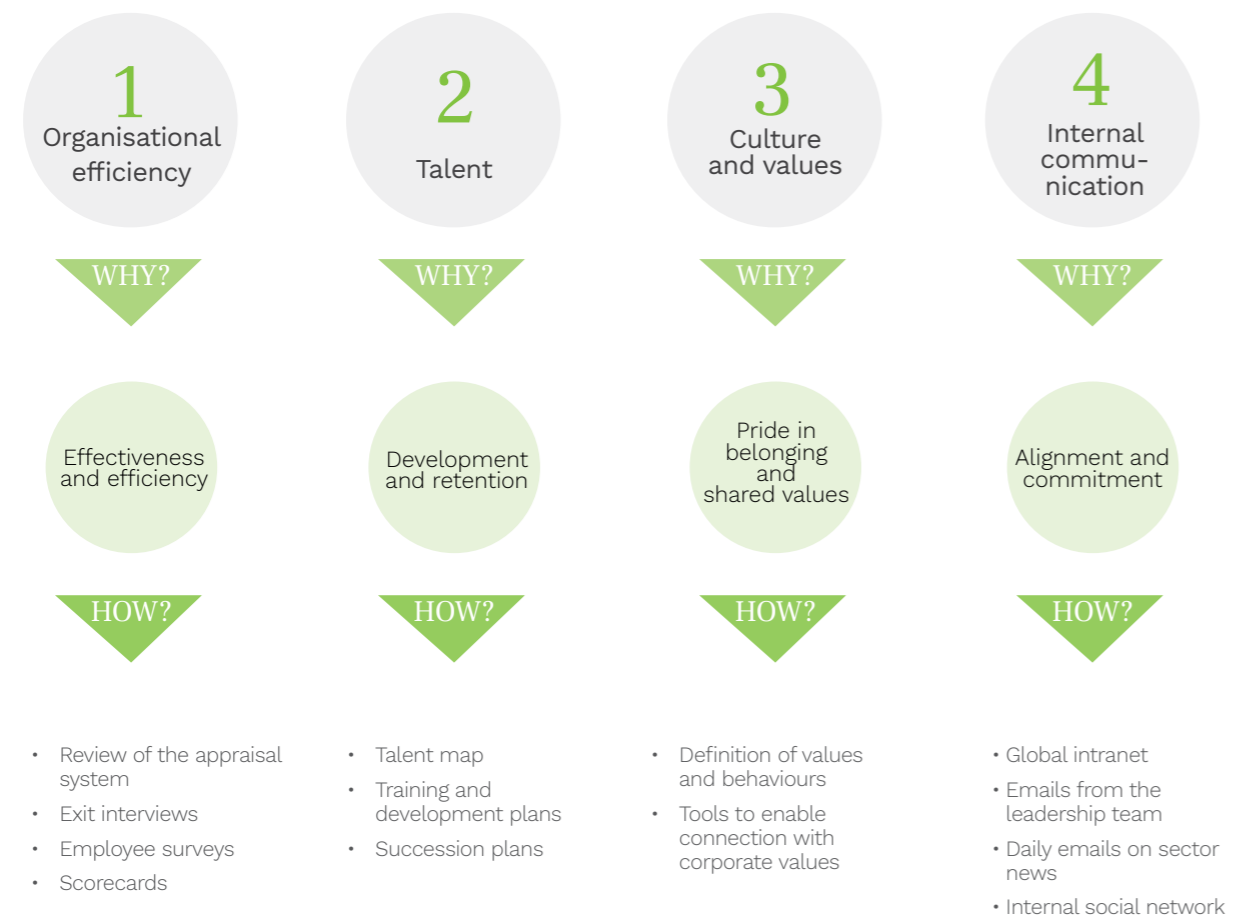 1
Organisational
efficiency
WHY?
Effectiveness
and efficiency
HOW?
• Review of the appraisal
system
• Exit interviews
• Employee surveys
• Scorecards
2
Talent
WHY?
Development
and retention
HOW?
• Talent map
• Training and
development plans
• Succession plans
3
Culture
and values
WHY?
Pride in
belonging
and
shared values
HOW?
• Definition of values
and behaviours
• Tools to enable
connection with
corporate values
4
Internal
commu-
nication
WHY?
Alignment and
commitment
HOW?
• Global intranet
• Emails from the
leadership team
• Daily emails on sector
news
• Internal social network